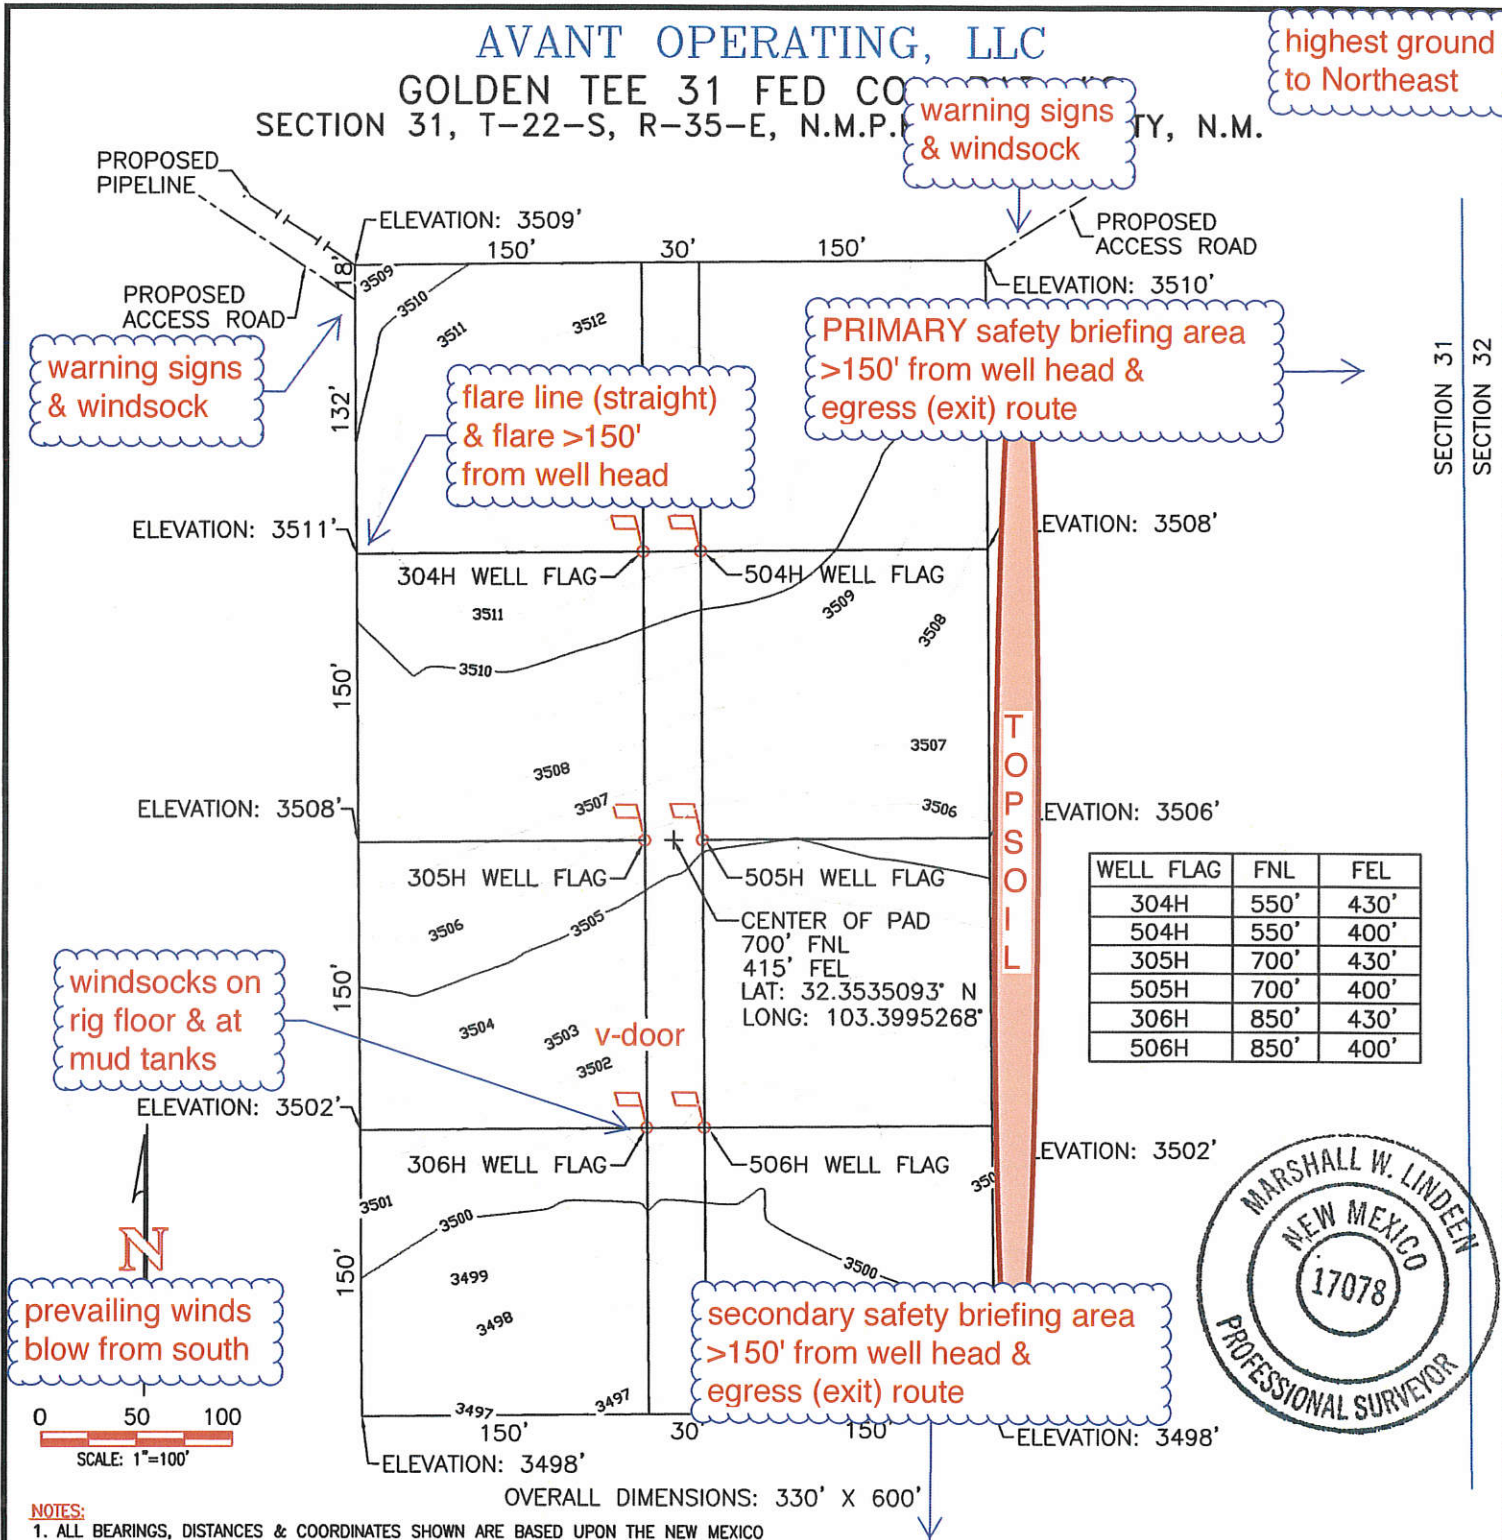 AVANT OPERATING, LLC
GOLDEN TEE 31 FED CO
SECTION 31, T-22-S, R-35-E, N.M.P. TY, N.M.
highest ground
to Northeast
warning signs
& windsock
PROPOSED
PIPELINE
ELEVATION: 3509'
150'
30'
150'
PROPOSED
ACCESS ROAD
18'
3509
3510
3511
3512
ELEVATION: 3510'
PROPOSED
ACCESS ROAD
warning signs
& windsock
132'
flare line (straight)
& flare >150'
from well head
PRIMARY safety briefing area
>150' from well head &
egress (exit) route
SECTION 31
SECTION 32
ELEVATION: 3511'
EVATION: 3508'
304H WELL FLAG
504H WELL FLAG
3511
3509
3508
3510
150'
3508
3507
3507
3506
ELEVATION: 3508'
EVATION: 3506'
305H WELL FLAG
505H WELL FLAG
TOPSOIL
CENTER OF PAD
700' FNL
415' FEL
LAT: 32.3535093° N
LONG: 103.3995268°
WELL FLAG FNL FEL
304H 550' 430'
504H 550' 400'
305H 700' 430'
505H 700' 400'
306H 850' 430'
506H 850' 400'
3506
3505
150'
windsocks on
rig floor & at
mud tanks
3504
3503
3502
v-door
ELEVATION: 3502'
EVATION: 3502'
306H WELL FLAG
506H WELL FLAG
350
3501
3500
3500
3499
3498
150'
N
prevailing winds
blow from south
secondary safety briefing area
>150' from well head &
egress (exit) route
MARSHALL W. LINDEEN
NEW MEXICO
17078
PROFESSIONAL SURVEYOR
3497
3497
150'
30'
150'
0 50 100
SCALE: 1"=100'
ELEVATION: 3498'
ELEVATION: 3498'
OVERALL DIMENSIONS: 330' X 600'
NOTES:
1. ALL BEARINGS, DISTANCES & COORDINATES SHOWN ARE BASED UPON THE NEW MEXICO